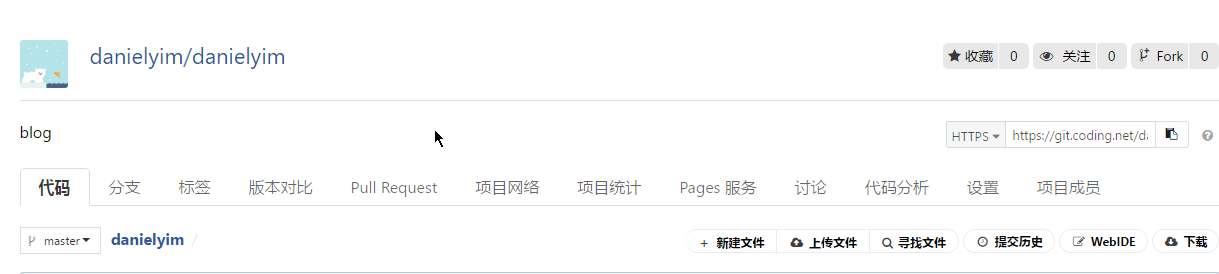 danielyim/danielyim
收藏 0 关注 0 Fork 0
blog
HTTPS https://git.coding.net/da
代码 分支 标签 版本对比 Pull Request 项目网络 项目统计 Pages 服务 讨论 代码分析 设置 项目成员
master danielyim / + 新建文件 上传文件 寻找文件 提交历史 WebIDE 下载